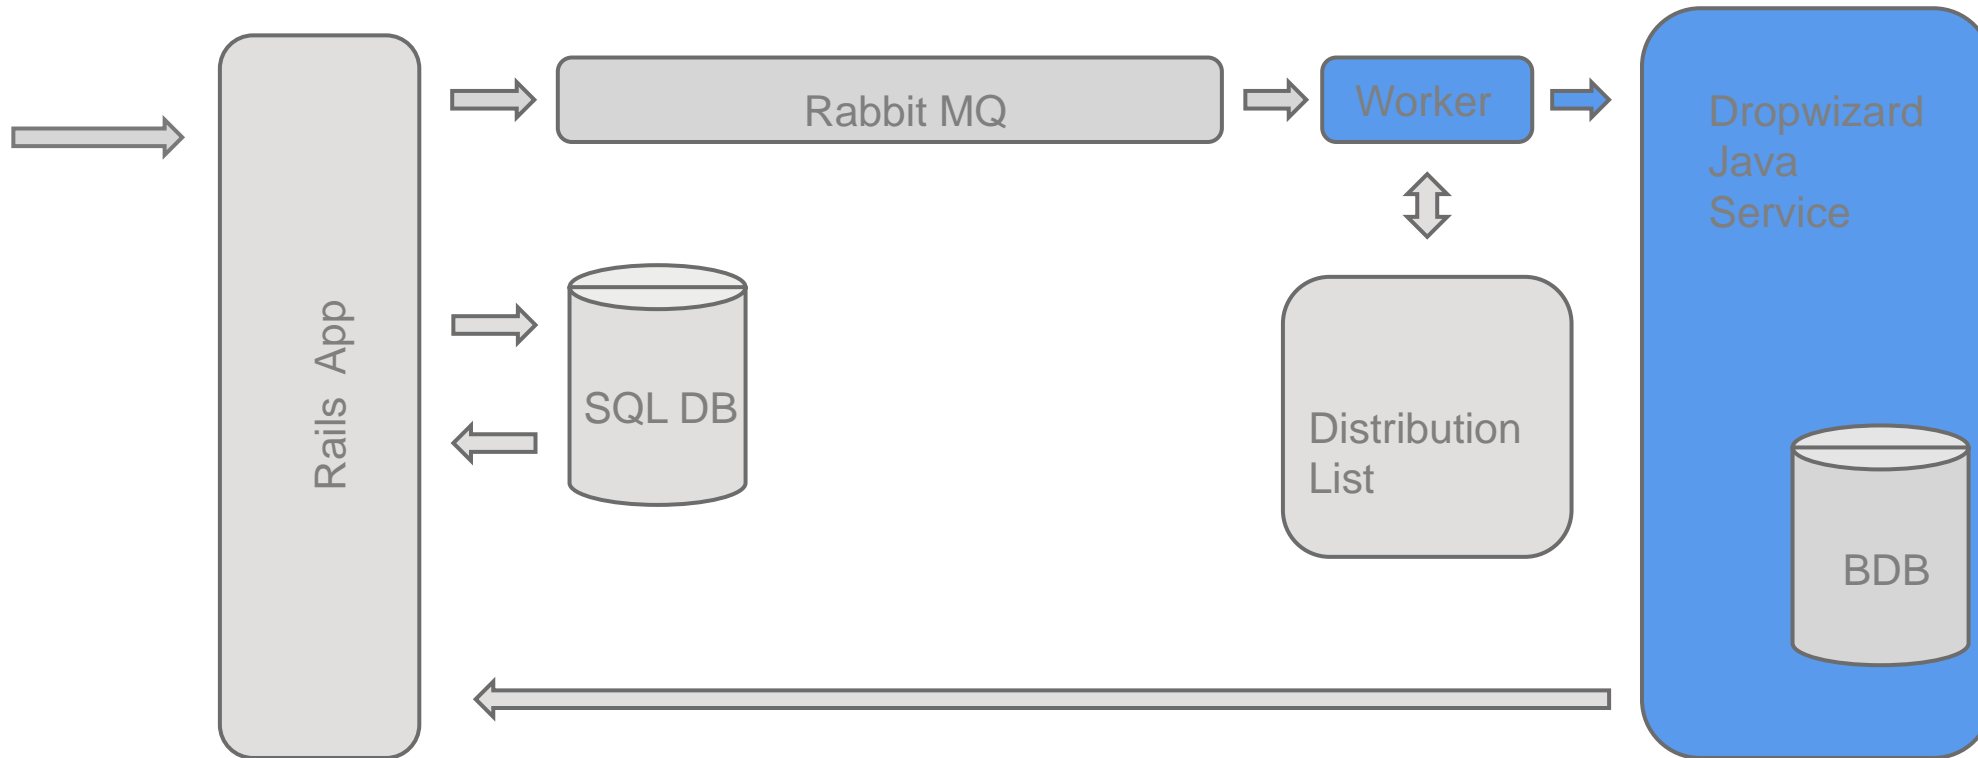 Rabbit MQ
Worker
Dropwizard
Java
Service
Rails App
SQL DB
Distribution
List
BDB